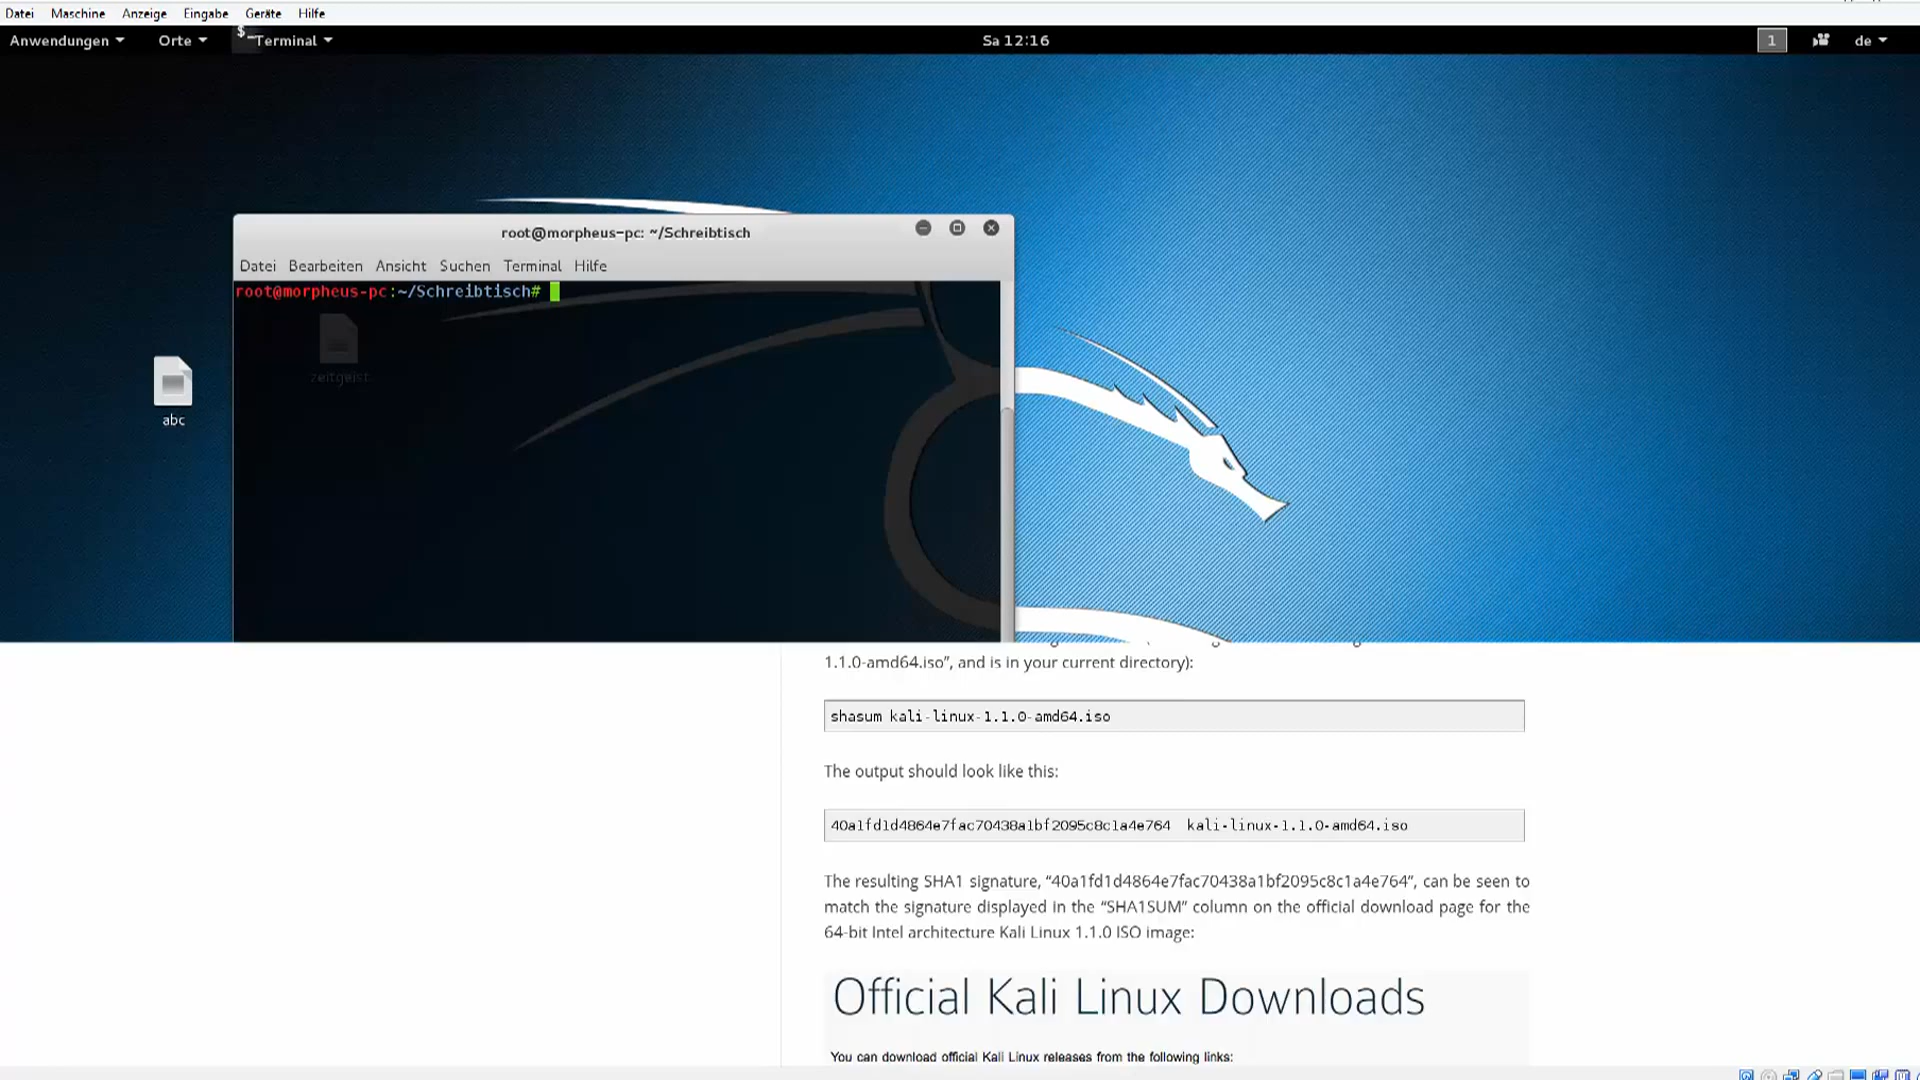 Datei Maschine Anzeige Eingabe Geräte Hilfe
Anwendungen Orte Terminal Sa 12:16 1 de
root@morpheus-pc: ~/Schreibtisch
Datei Bearbeiten Ansicht Suchen Terminal Hilfe
root@morpheus-pc:~/Schreibtisch#
zeitgeist
abc
1.1.0-amd64.iso”, and is in your current directory):
shasum kali-linux-1.1.0-amd64.iso
The output should look like this:
40a1fd1d4864e7fac70438a1bf2095c8c1a4e764 kali-linux-1.1.0-amd64.iso
The resulting SHA1 signature, “40a1fd1d4864e7fac70438a1bf2095c8c1a4e764”, can be seen to
match the signature displayed in the “SHA1SUM” column on the official download page for the
64-bit Intel architecture Kali Linux 1.1.0 ISO image:
Official Kali Linux Downloads
You can download official Kali Linux releases from the following links: